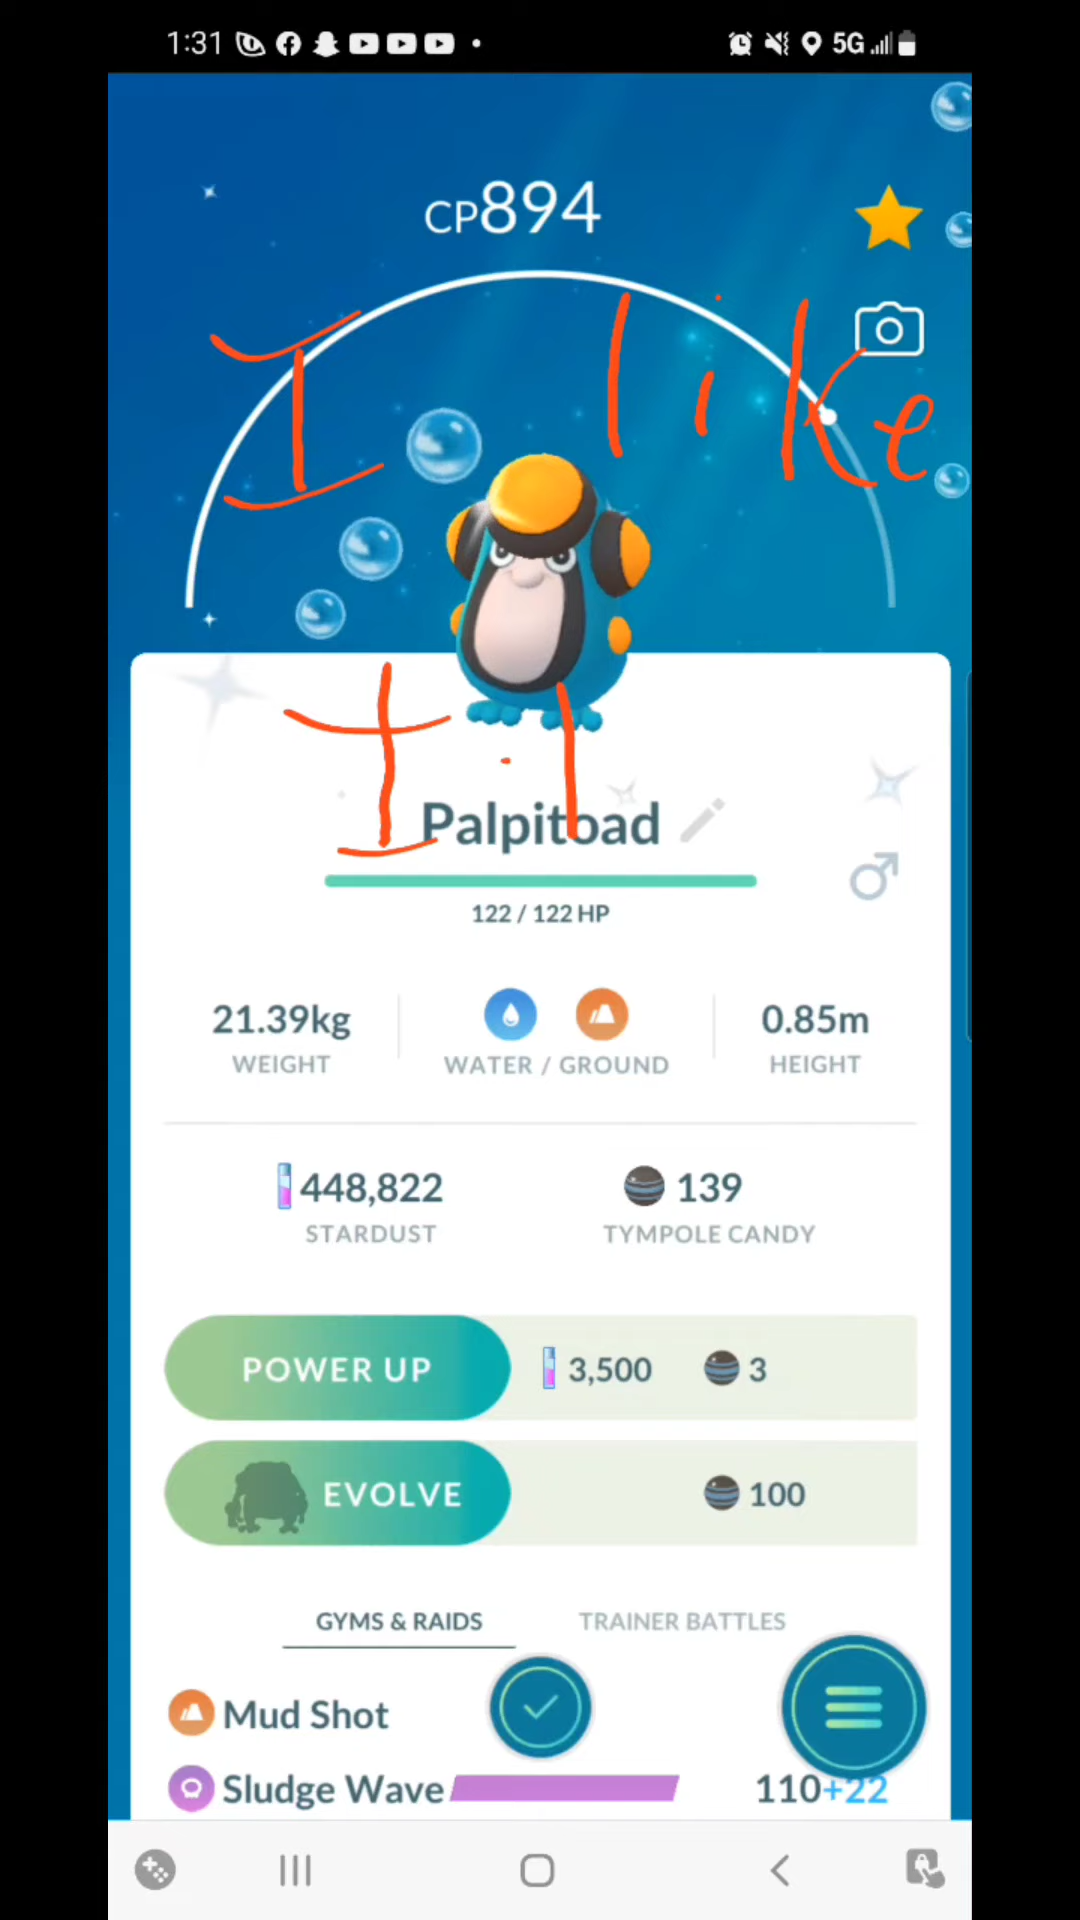 1:31 5G
CP894
I like
Palpitoad
122 / 122 HP
21.39kg WATER / GROUND 0.85m
WEIGHT HEIGHT
448,822 139
STARDUST TYMPOLE CANDY
POWER UP 3,500 3
EVOLVE 100
GYMS & RAIDS TRAINER BATTLES
Mud Shot
Sludge Wave 110+22